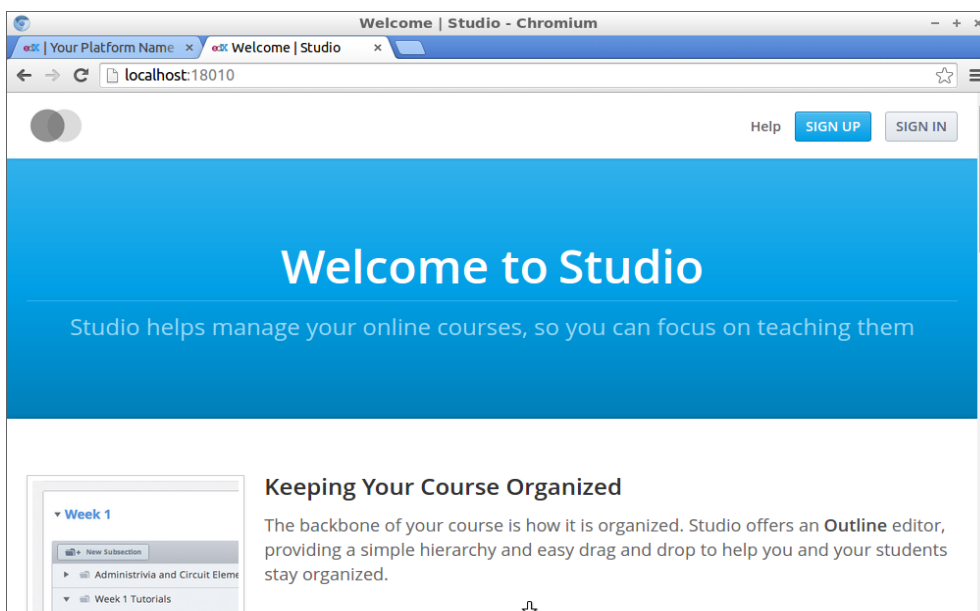 Welcome | Studio - Chromium
edX | Your Platform Name
edX Welcome | Studio
localhost:18010
Help SIGN UP SIGN IN
Welcome to Studio
Studio helps manage your online courses, so you can focus on teaching them
Keeping Your Course Organized
The backbone of your course is how it is organized. Studio offers an Outline editor,
providing a simple hierarchy and easy drag and drop to help you and your students
stay organized.
Week 1
New Subsection
Administrivia and Circuit Eleme
Week 1 Tutorials